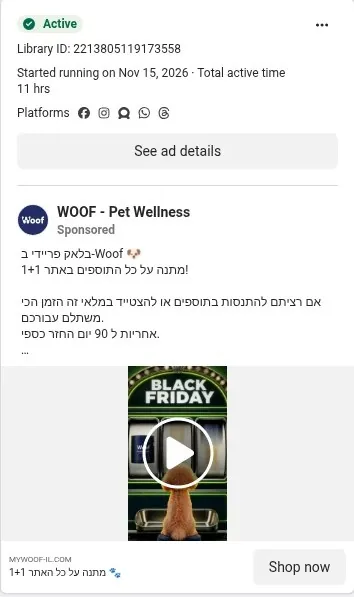 Active
Library ID: 2213805119173558
Started running on Nov 15, 2026 · Total active time
11 hrs
Platforms
See ad details
Woof
WOOF - Pet Wellness
Sponsored
בלאק פריידי ב-Woof 🐶
1+1 מתנה על כל התוספים באתר!
אם רציתם להתנסות בתוספים או להצטייד במלאי זה הזמן הכי
משתלם עבורכם.
אחריות ל 90 יום החזר כספי.
...
BLACK
FRIDAY
MYWOOF-IL.COM
1+1 מתנה על כל האתר 🐾
Shop now